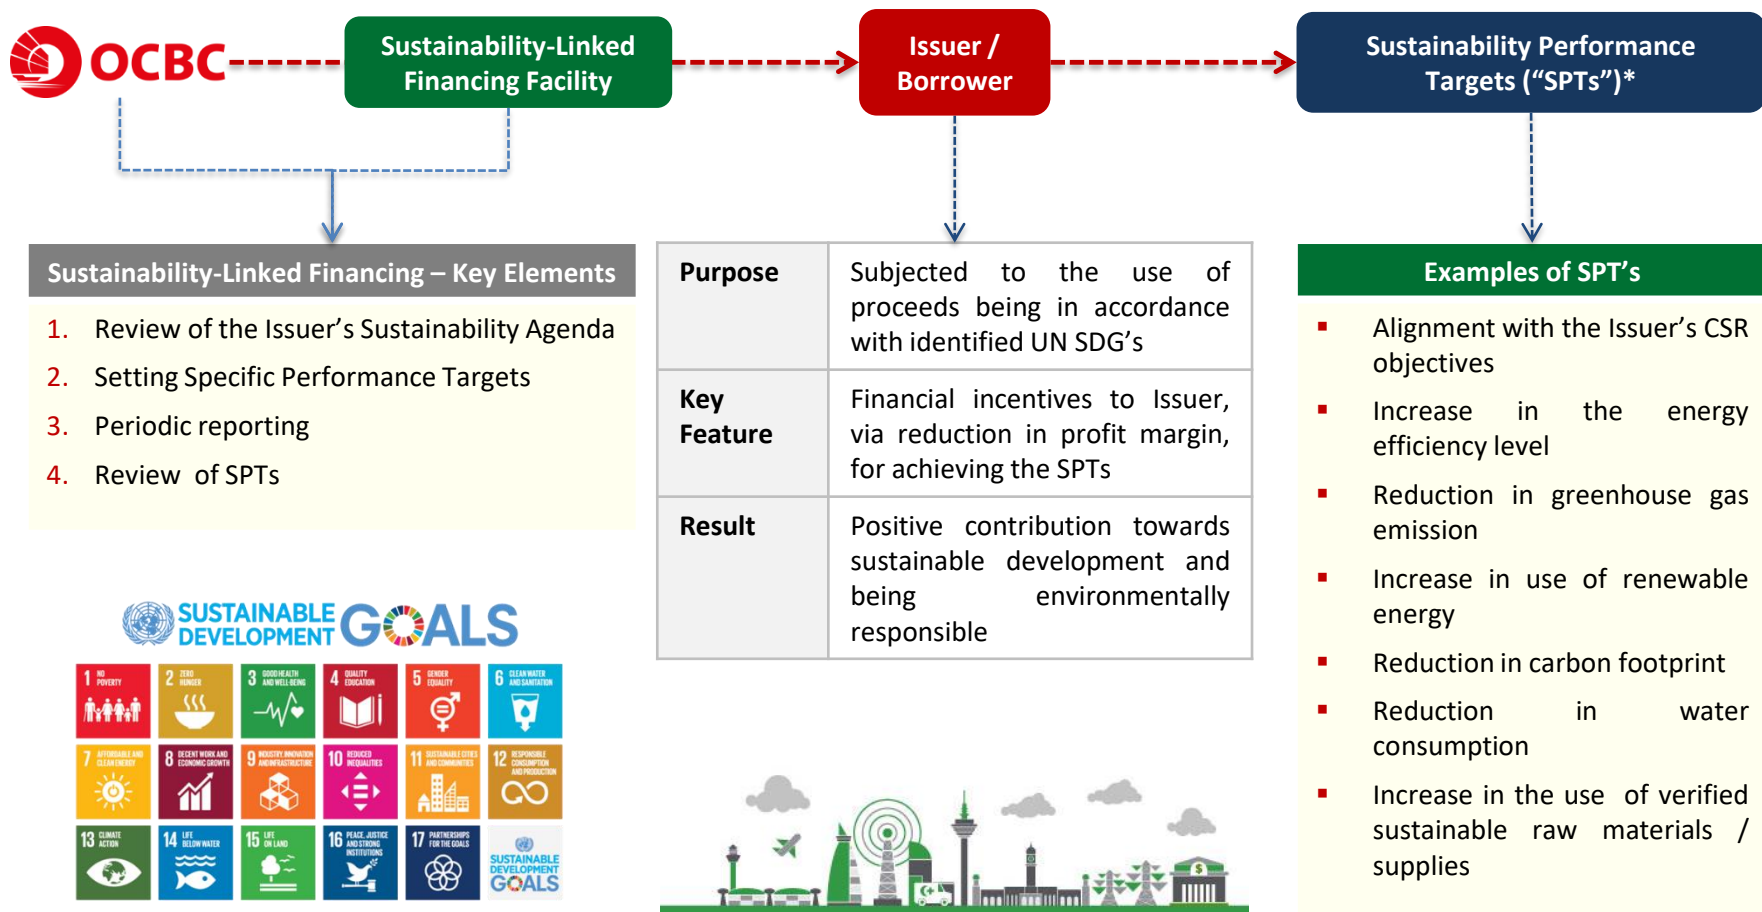 OCBC
Sustainability-Linked
Financing Facility
Issuer /
Borrower
Sustainability Performance
Targets (“SPTs”)*
Sustainability-Linked Financing – Key Elements
1. Review of the Issuer’s Sustainability Agenda
2. Setting Specific Performance Targets
3. Periodic reporting
4. Review of SPTs
Purpose
Subjected to the use of
proceeds being in accordance
with identified UN SDG’s
Key
Feature
Financial incentives to Issuer,
via reduction in profit margin,
for achieving the SPTs
Result
Positive contribution towards
sustainable development and
being environmentally
responsible
Examples of SPT’s
▪ Alignment with the Issuer’s CSR
objectives
▪ Increase in the energy
efficiency level
▪ Reduction in greenhouse gas
emission
▪ Increase in use of renewable
energy
▪ Reduction in carbon footprint
▪ Reduction in water
consumption
▪ Increase in the use of verified
sustainable raw materials /
supplies
SUSTAINABLE
DEVELOPMENT
GOALS
1 NO
POVERTY
2 ZERO
HUNGER
3 GOOD HEALTH
AND WELL-BEING
4 QUALITY
EDUCATION
5 GENDER
EQUALITY
6 CLEAN WATER
AND SANITATION
7 AFFORDABLE AND
CLEAN ENERGY
8 DECENT WORK AND
ECONOMIC GROWTH
9 INDUSTRY, INNOVATION
AND INFRASTRUCTURE
10 REDUCED
INEQUALITIES
11 SUSTAINABLE CITIES
AND COMMUNITIES
12 RESPONSIBLE
CONSUMPTION
AND PRODUCTION
13 CLIMATE
ACTION
14 LIFE
BELOW WATER
15 LIFE
ON LAND
16 PEACE, JUSTICE
AND STRONG
INSTITUTIONS
17 PARTNERSHIPS
FOR THE GOALS
SUSTAINABLE
DEVELOPMENT
GOALS
$